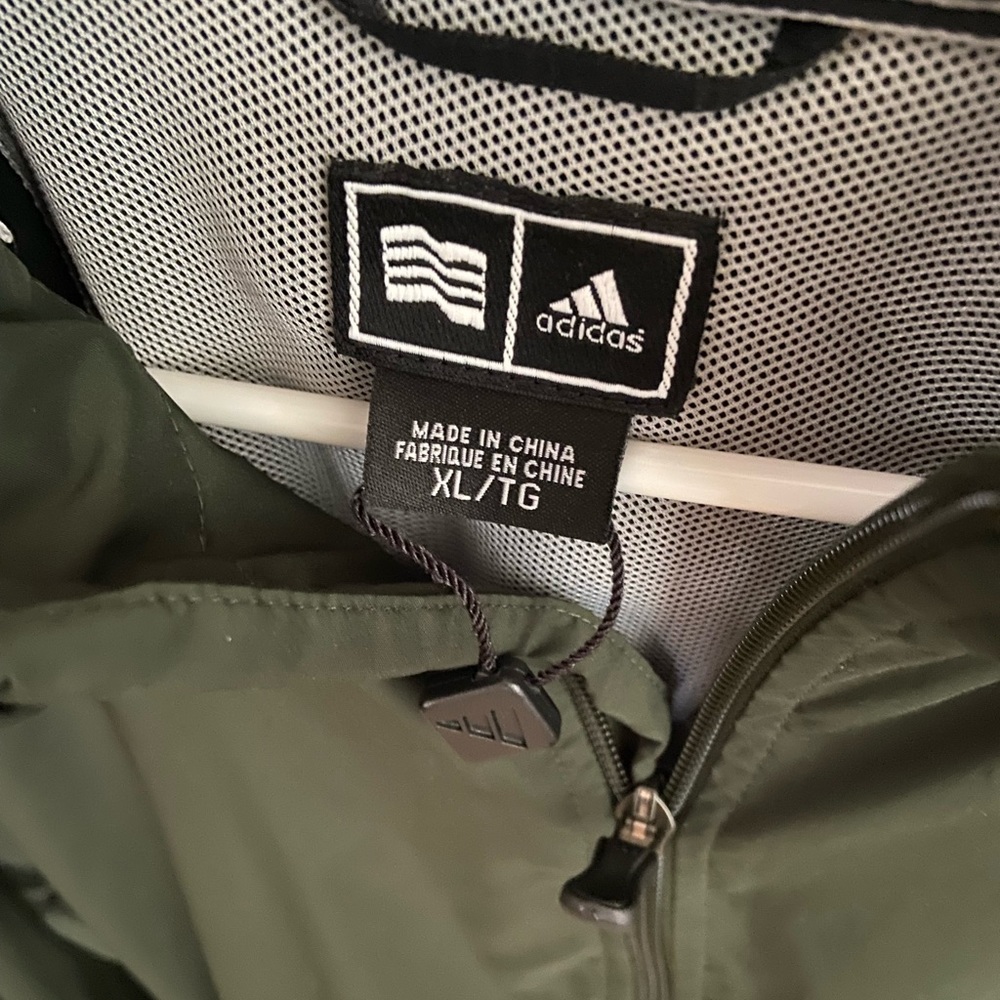 adidas
MADE IN CHINA
FABRIQUE EN CHINE
XL/TG